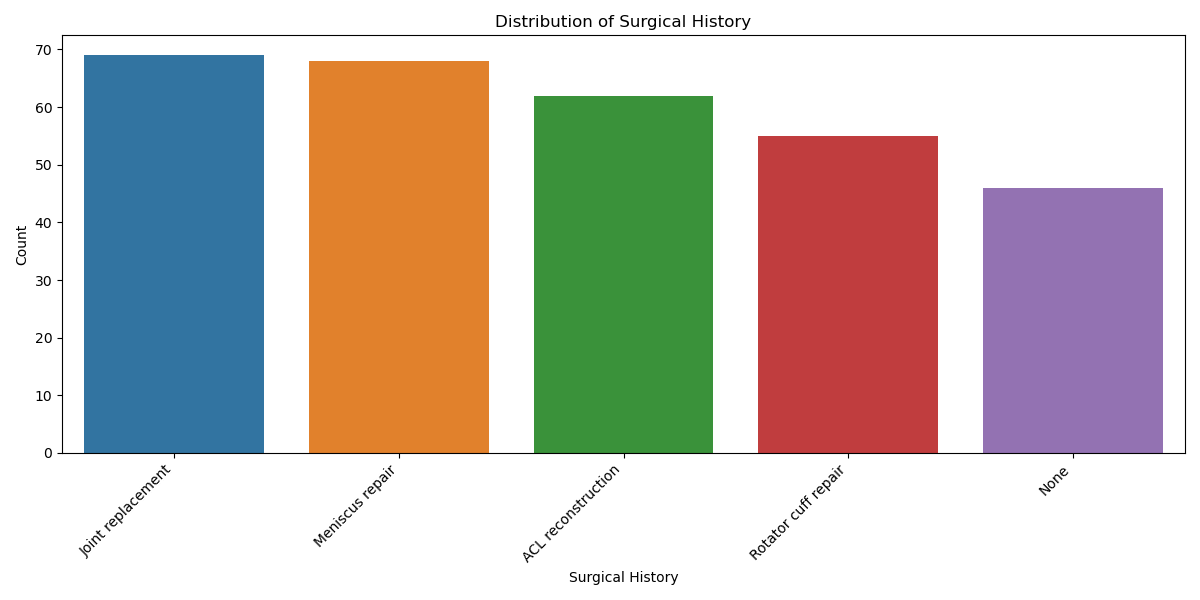 Distribution of Surgical History
70
60
50
40
30
20
10
0
Count
Joint replacement
Meniscus repair
ACL reconstruction
Rotator cuff repair
None
Surgical History